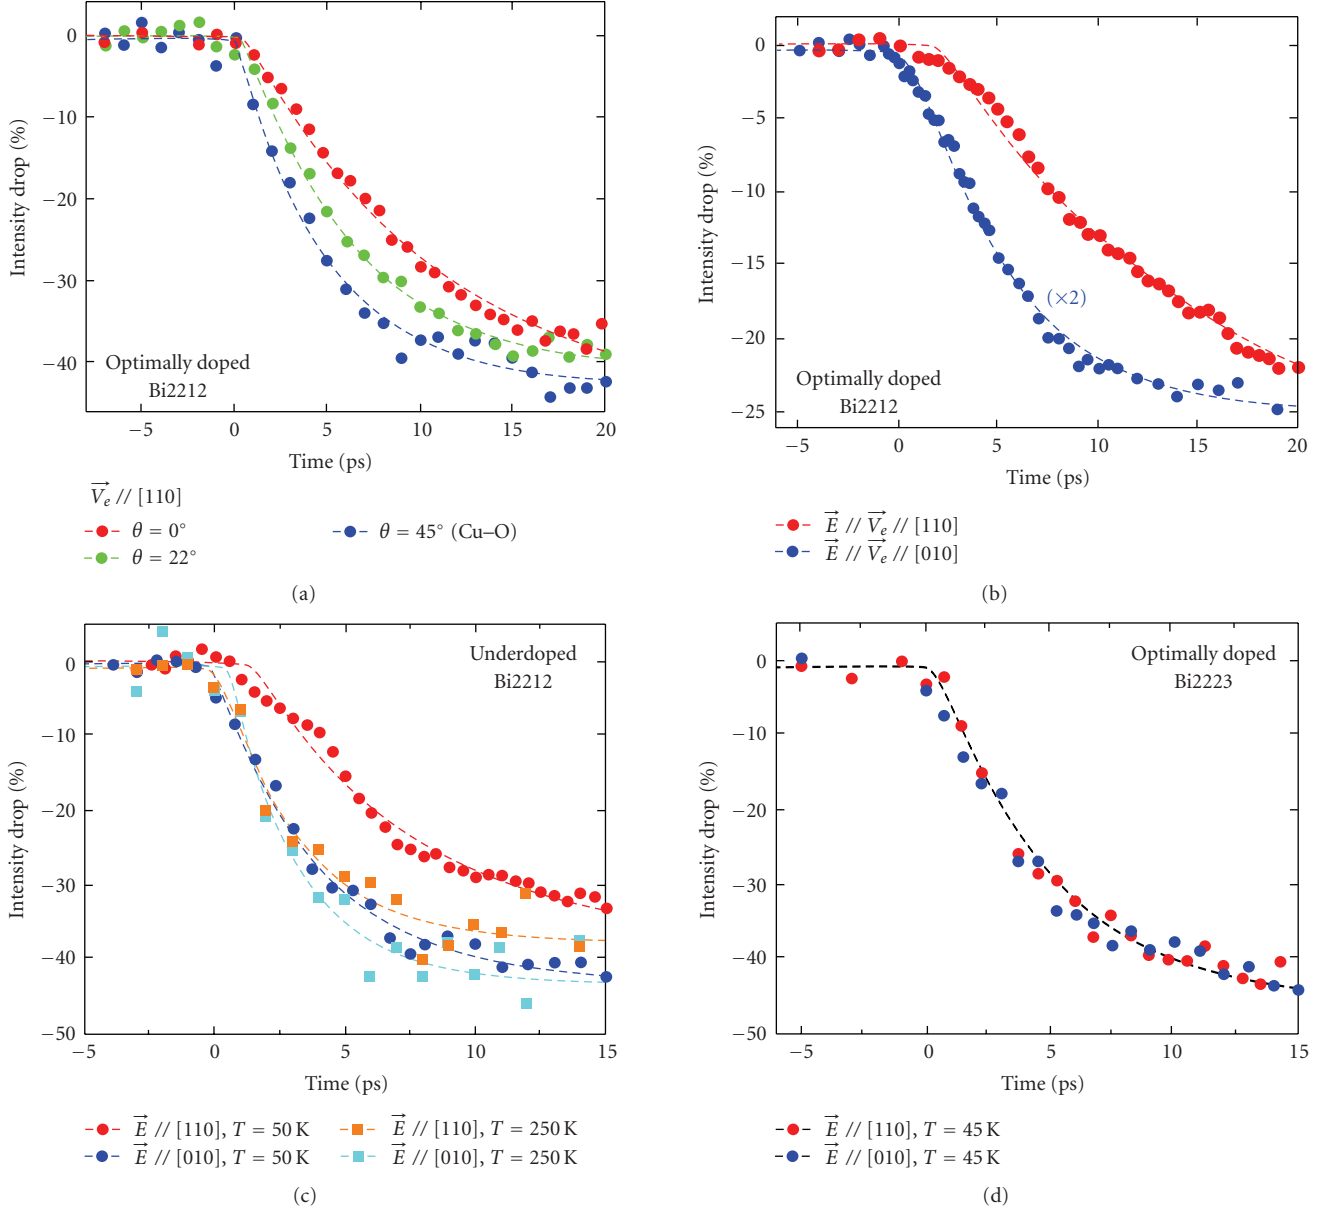 0
−10
−20
−30
−40
Intensity drop (%)
Optimally doped
Bi2212
−5 0 5 10 15 20
Time (ps)
V⃗e // [110]
θ = 0°
θ = 22°
θ = 45° (Cu–O)
(a)
0
−5
−10
−15
−20
−25
Intensity drop (%)
(×2)
Optimally doped
Bi2212
−5 0 5 10 15 20
Time (ps)
E⃗ // V⃗e // [110]
E⃗ // V⃗e // [010]
(b)
0
−10
−20
−30
−40
−50
Intensity drop (%)
Underdoped
Bi2212
−5 0 5 10 15
Time (ps)
E⃗ // [110], T = 50 K
E⃗ // [010], T = 50 K
E⃗ // [110], T = 250 K
E⃗ // [010], T = 250 K
(c)
0
−10
−20
−30
−40
−50
Intensity drop (%)
Optimally doped
Bi2223
−5 0 5 10 15
Time (ps)
E⃗ // [110], T = 45 K
E⃗ // [010], T = 45 K
(d)